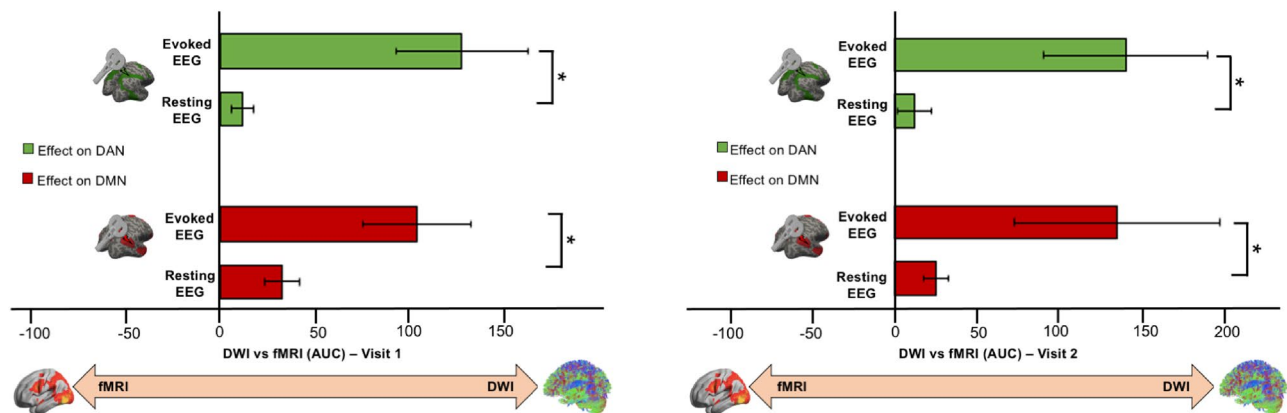 Evoked
EEG
*
Resting
EEG
Effect on DAN
Effect on DMN
Evoked
EEG
*
Resting
EEG
-100
-50
0
50
100
150
DWI vs fMRI (AUC) – Visit 1
fMRI
DWI
Evoked
EEG
*
Resting
EEG
Effect on DAN
Effect on DMN
Evoked
EEG
*
Resting
EEG
-100
-50
0
50
100
150
200
DWI vs fMRI (AUC) – Visit 2
fMRI
DWI